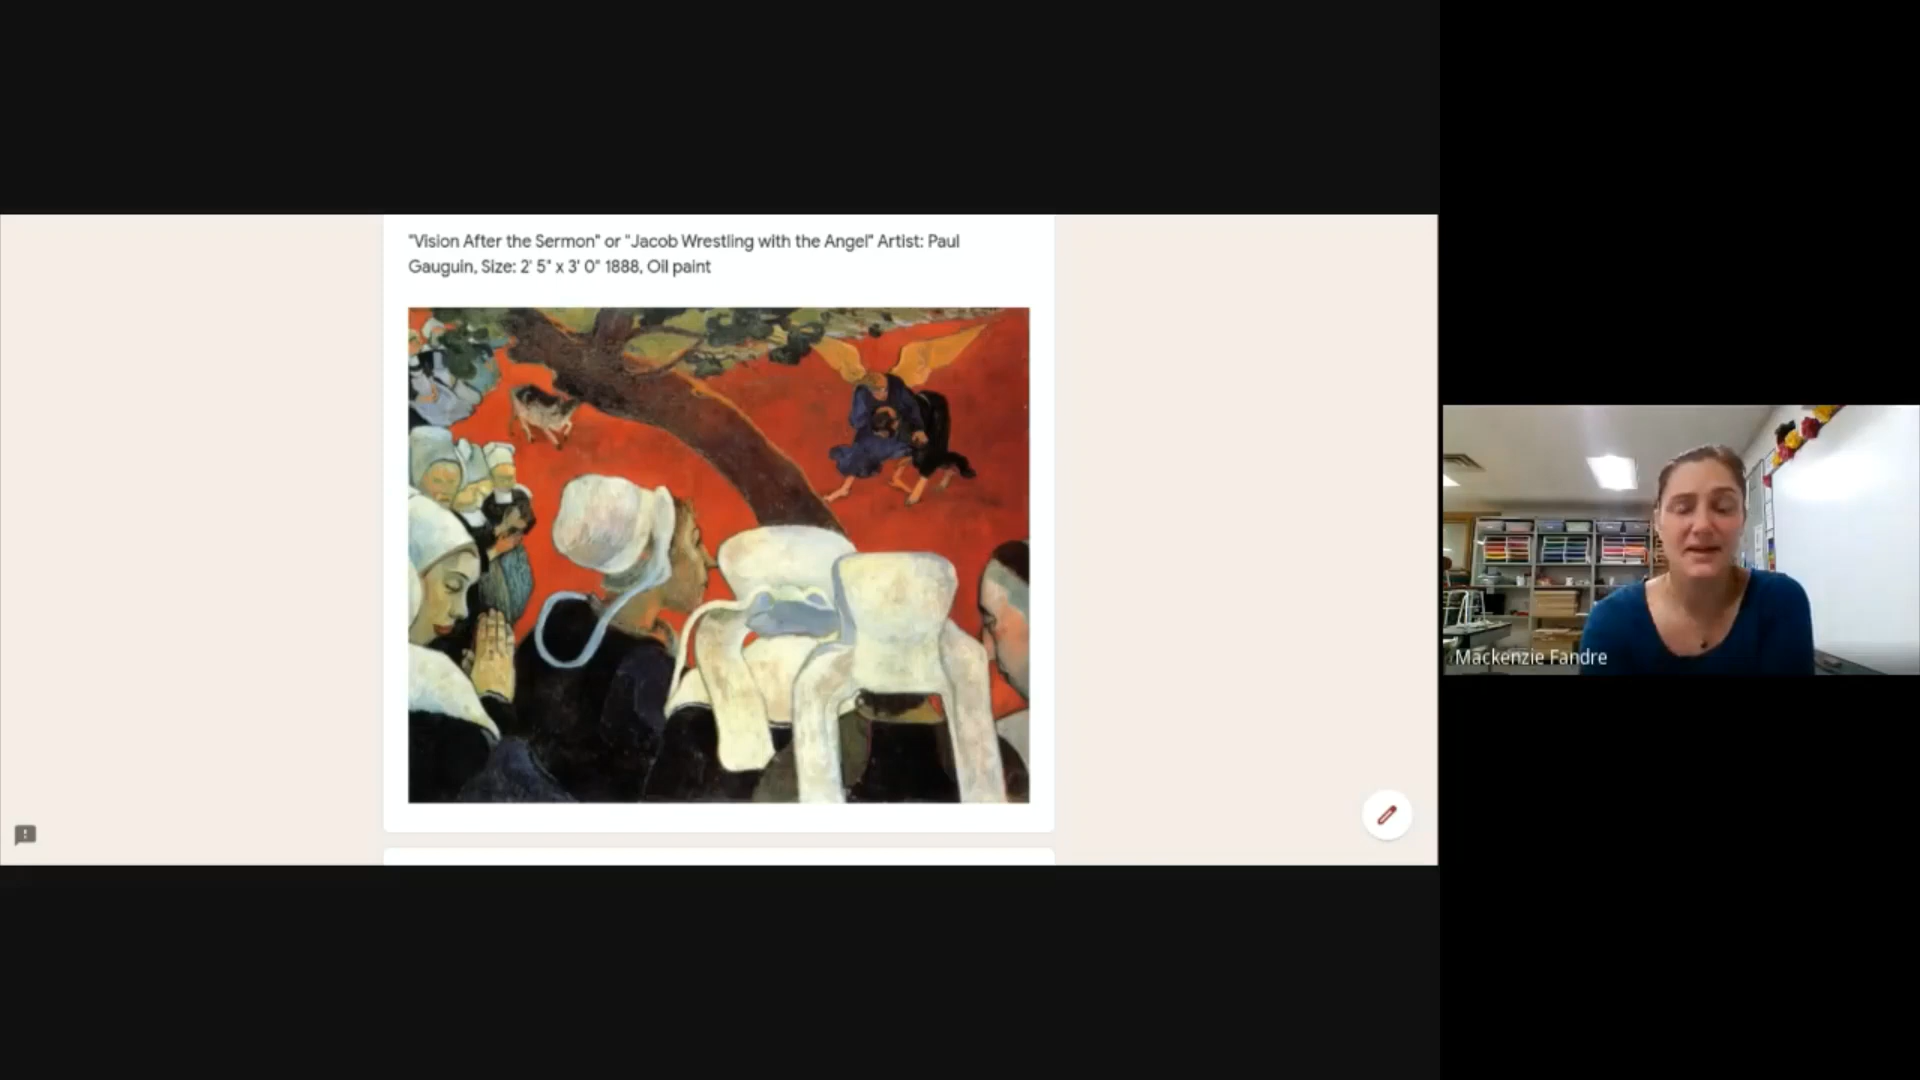 "Vision After the Sermon" or "Jacob Wrestling with the Angel" Artist: Paul
Gauguin, Size: 2' 5" x 3' 0" 1888, Oil paint
Mackenzie Fandre